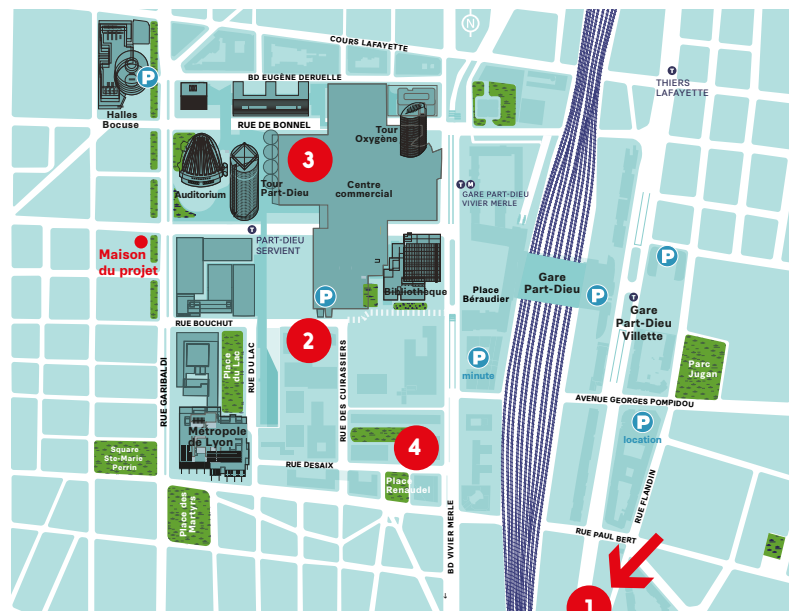 N
COURS LAFAYETTE
BD EUGÈNE DERUELLE
P
Halles
Bocuse
T
THIERS
LAFAYETTE
RUE DE BONNEL
Tour
Oxygène
3
Auditorium
Tour
Part-Dieu
Centre
commercial
T M
GARE PART-DIEU
VIVIER MERLE
T
PART-DIEU
SERVIENT
Maison
du projet
P
Bibliothèque
Place
Béraudier
Gare
Part-Dieu
P
P
T
Gare
Part-Dieu
Villette
RUE BOUCHUT
2
RUE GARIBALDI
Place
du Lac
RUE DU LAC
RUE DES CUIRASSIERS
P
minute
Parc
Jugan
AVENUE GEORGES POMPIDOU
P
location
Métropole
de Lyon
4
Square
Ste-Marie
Perrin
RUE DESAIX
Place
Renaudel
Place des
Martyrs
BD VIVIER MERLE
RUE FLANDIN
RUE PAUL BERT
1